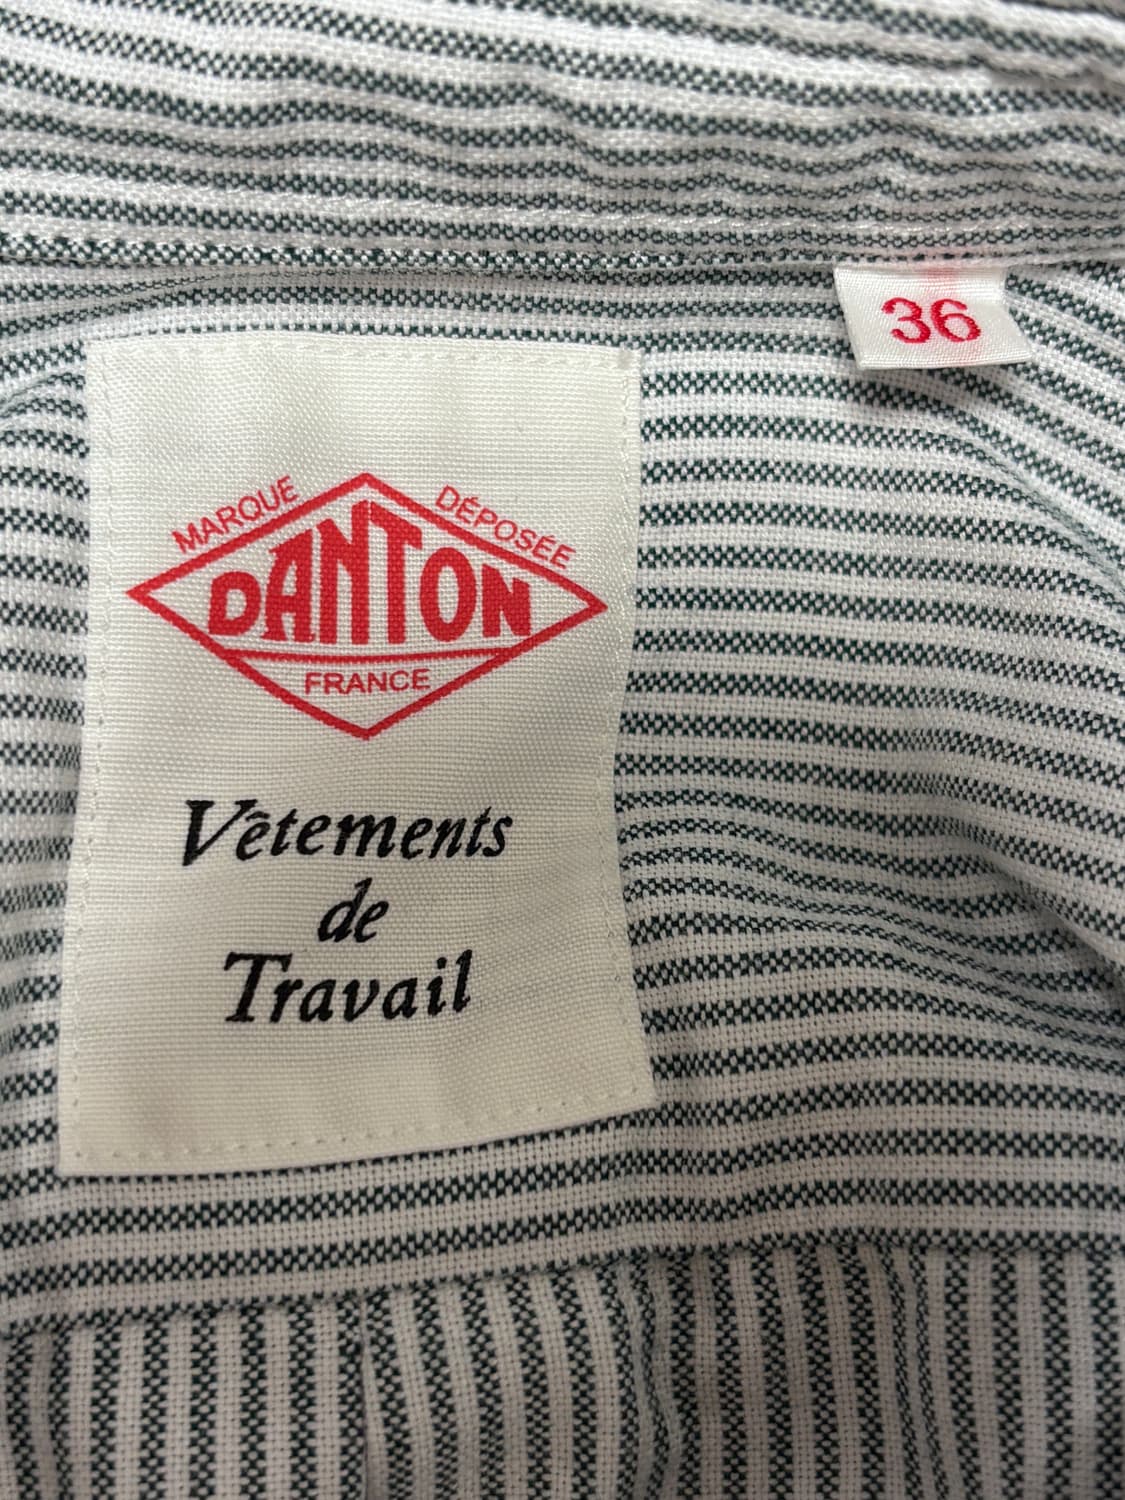 36
MARQUE DÉPOSÉE
DANTON
FRANCE
Vêtements
de
Travail